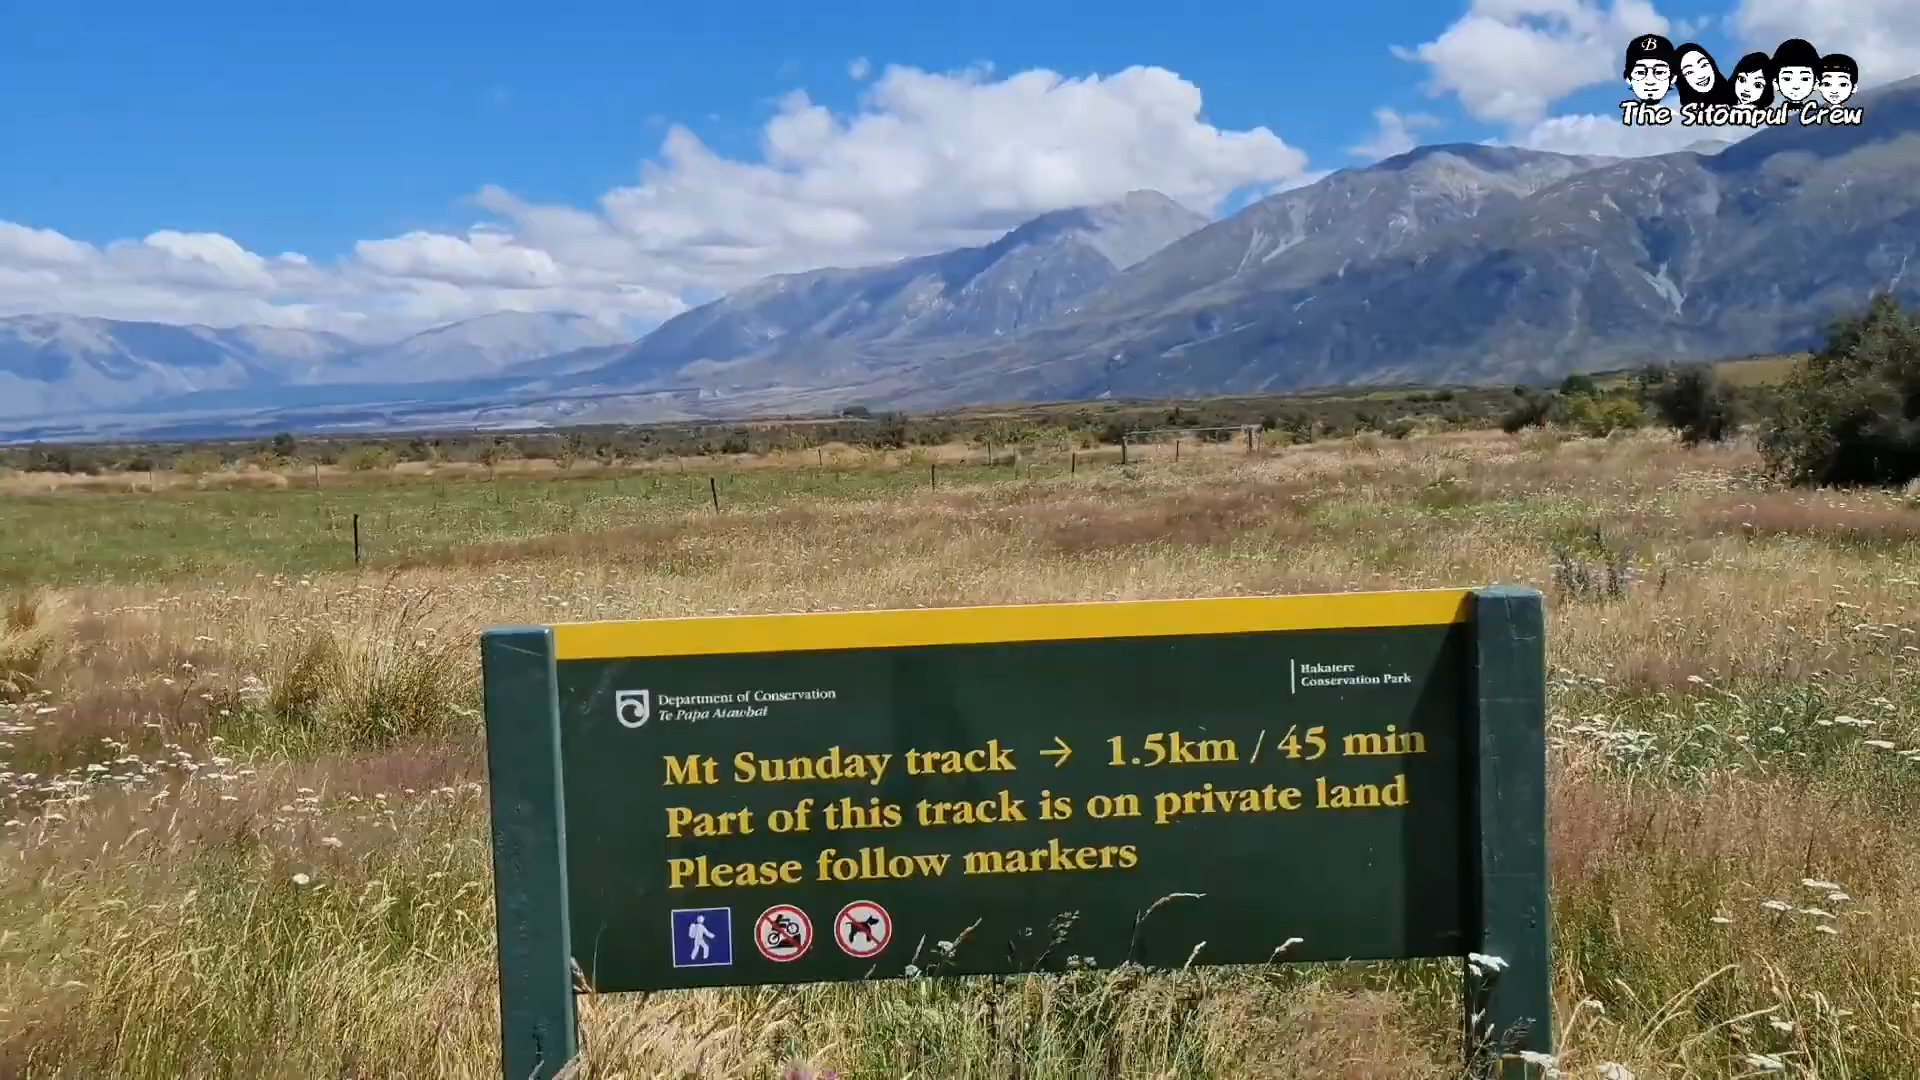 B
The Sitompul Crew
Department of Conservation
Te Papa Atawhai
Hakatere
Conservation Park
Mt Sunday track → 1.5km / 45 min
Part of this track is on private land
Please follow markers